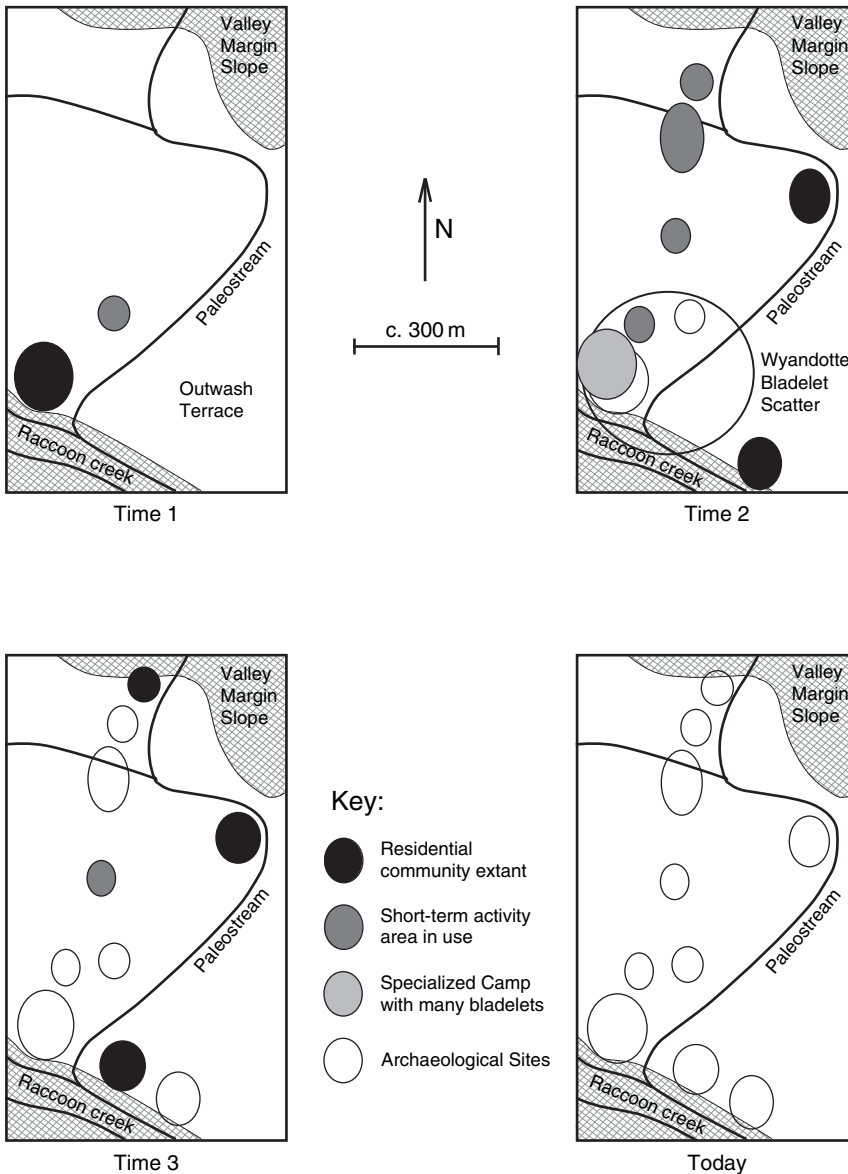 Valley
Margin
Slope
Paleostream
Outwash
Terrace
Raccoon creek
Time 1
N
c. 300 m
Valley
Margin
Slope
Paleostream
Wyandotte
Bladelet
Scatter
Raccoon creek
Time 2
Valley
Margin
Slope
Paleostream
Raccoon creek
Time 3
Key:
Residential
community extant
Short-term activity
area in use
Specialized Camp
with many bladelets
Archaeological Sites
Valley
Margin
Slope
Paleostream
Raccoon creek
Today